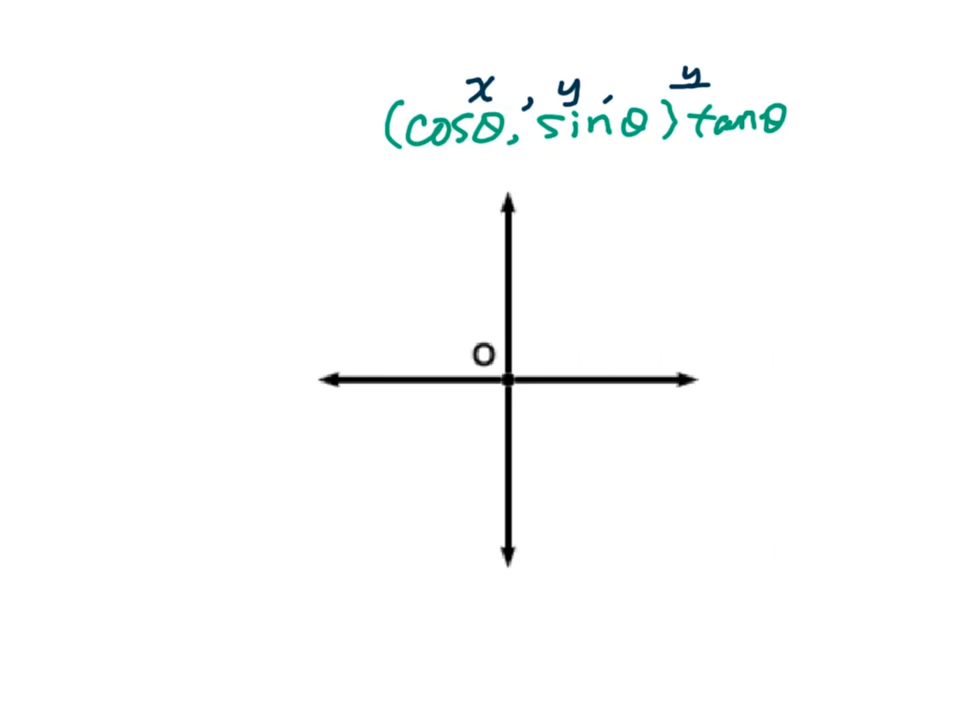 x , y , y
(cosθ, sinθ) tanθ
O